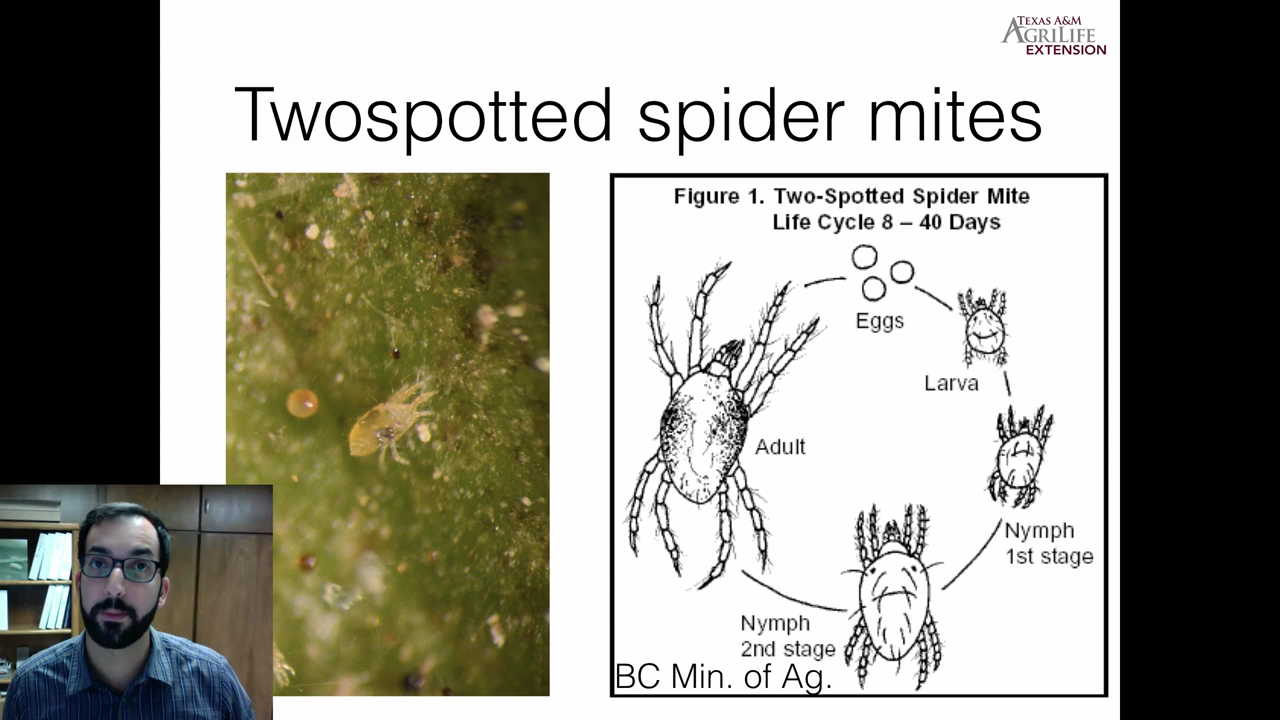 TEXAS A&M
AGRILIFE
EXTENSION
Twospotted spider mites
Figure 1. Two-Spotted Spider Mite
Life Cycle 8 – 40 Days
Eggs
Larva
Adult
Nymph
1st stage
Nymph
2nd stage
BC Min. of Ag.